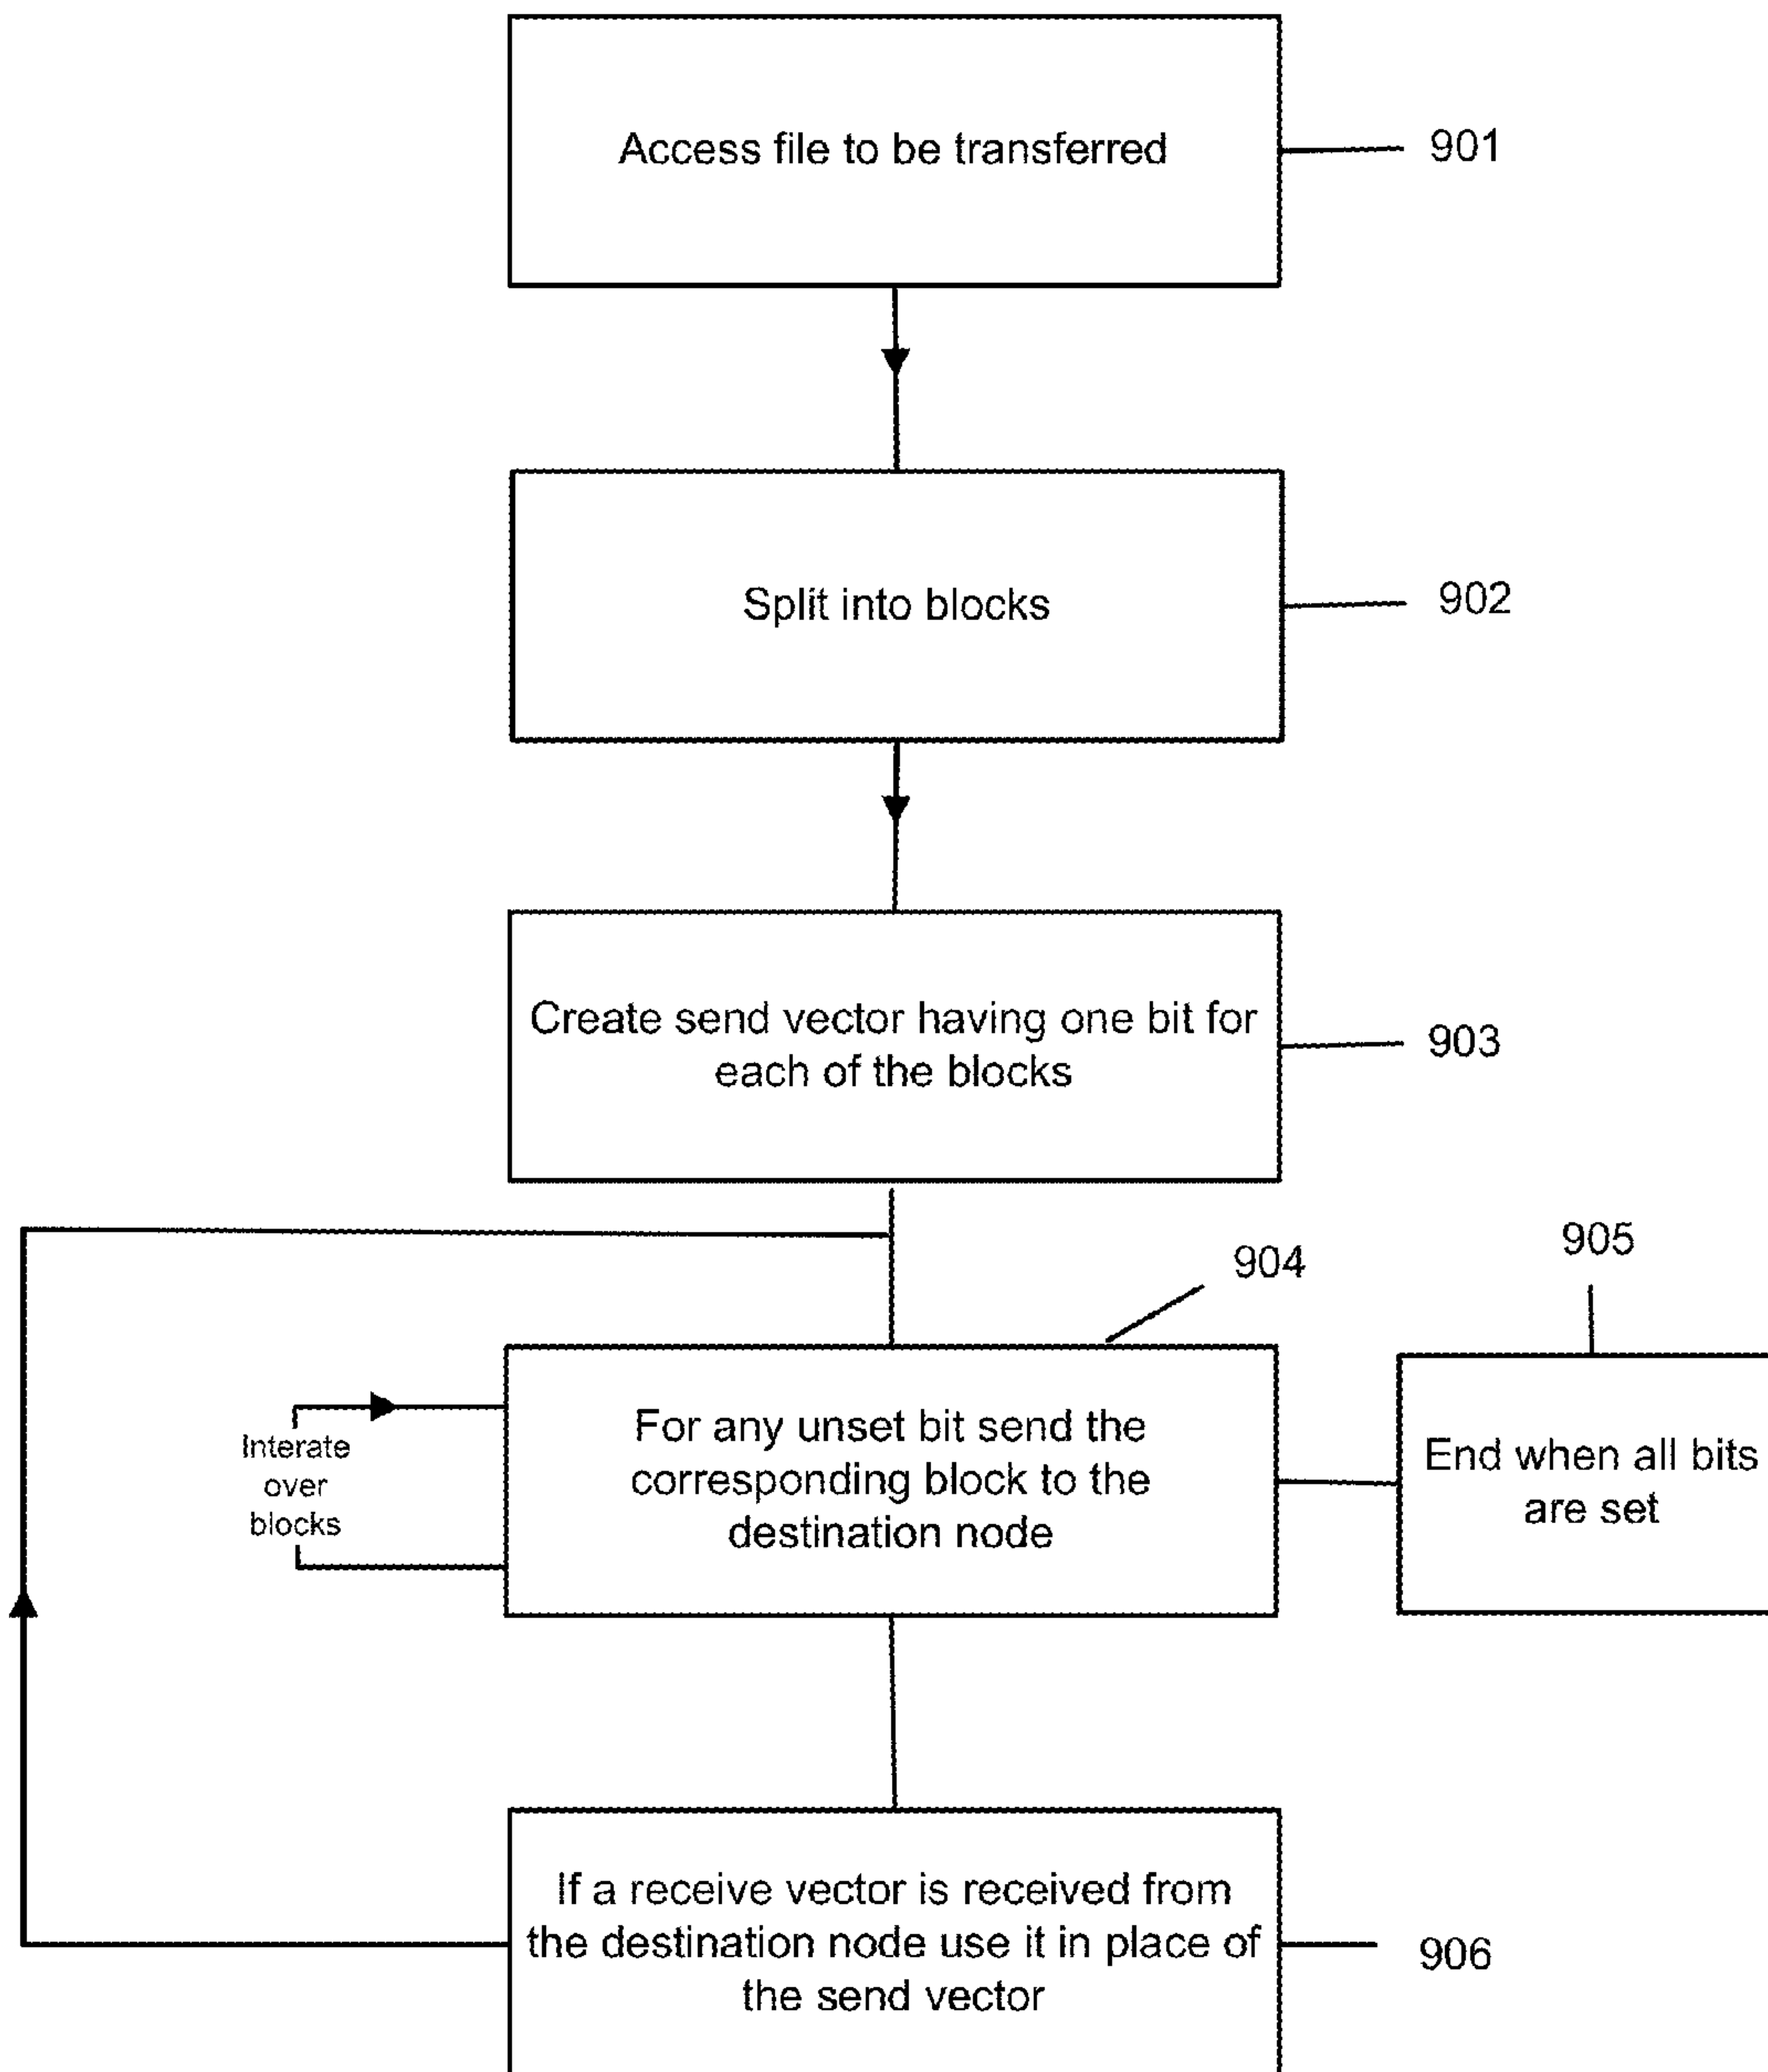 Access file to be transferred
901
Split into blocks
902
Create send vector having one bit for
each of the blocks
903
904
905
Interate
over
blocks
For any unset bit send the
corresponding block to the
destination node
End when all bits
are set
If a receive vector is received from
the destination node use it in place of
the send vector
906